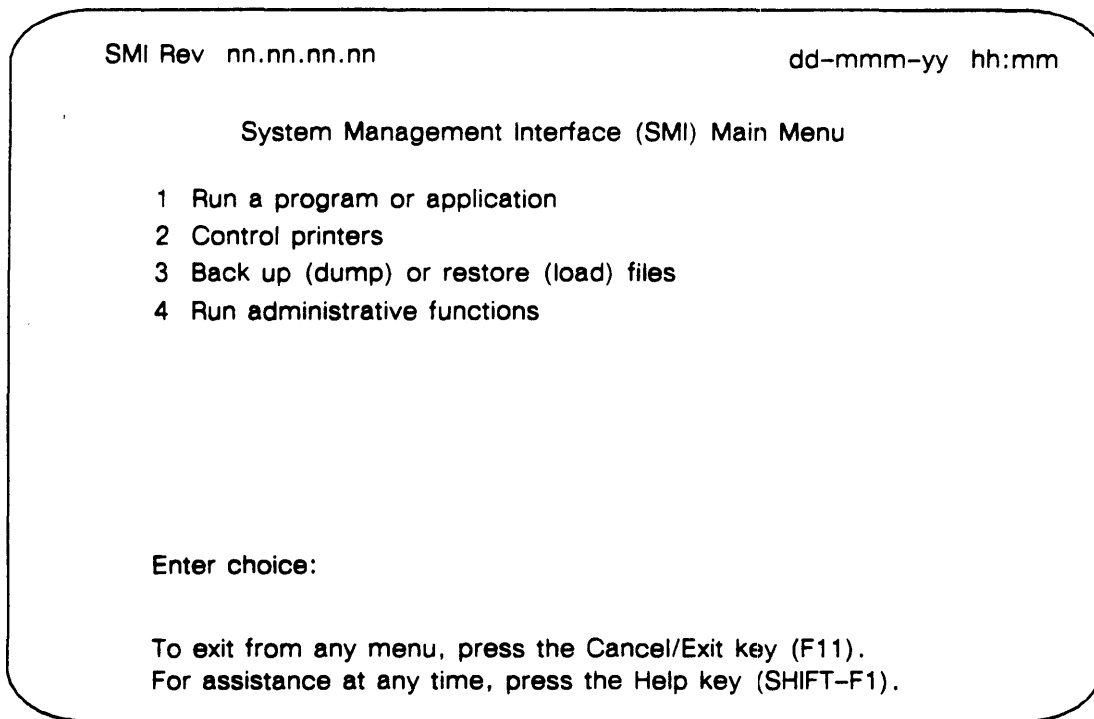 SMI Rev nn.nn.nn.nn dd-mmm-yy hh:mm
System Management Interface (SMI) Main Menu
1 Run a program or application
2 Control printers
3 Back up (dump) or restore (load) files
4 Run administrative functions
Enter choice:
To exit from any menu, press the Cancel/Exit key (F11).
For assistance at any time, press the Help key (SHIFT-F1).